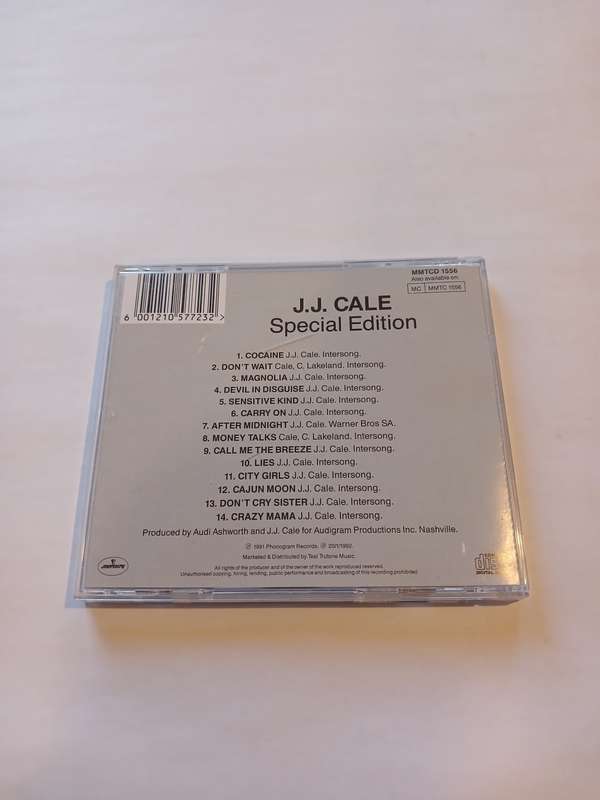 MMTCD 1556
Also available on:
MC MMTC 1556
6 001210 577232 >
J.J. CALE
Special Edition
1. COCAINE J.J. Cale. Intersong.
2. DON'T WAIT Cale, C. Lakeland. Intersong.
3. MAGNOLIA J.J. Cale. Intersong.
4. DEVIL IN DISGUISE J.J. Cale. Intersong.
5. SENSITIVE KIND J.J. Cale. Intersong.
6. CARRY ON J.J. Cale. Intersong.
7. AFTER MIDNIGHT J.J. Cale. Warner Bros SA.
8. MONEY TALKS Cale, C. Lakeland. Intersong.
9. CALL ME THE BREEZE J.J. Cale. Intersong.
10. LIES J.J. Cale. Intersong.
11. CITY GIRLS J.J. Cale. Intersong.
12. CAJUN MOON J.J. Cale. Intersong.
13. DON'T CRY SISTER J.J. Cale. Intersong.
14. CRAZY MAMA J.J. Cale. Intersong.
Produced by Audi Ashworth and J.J. Cale for Audigram Productions Inc. Nashville.
℗ 1991 Phonogram Records. ℗ 20/1/1992.
Marketed & Distributed by Teal Trutone Music.
All rights of the producer and of the owner of the work reproduced reserved.
Unauthorised copying, hiring, lending, public performance and broadcasting of this recording prohibited.
mercury